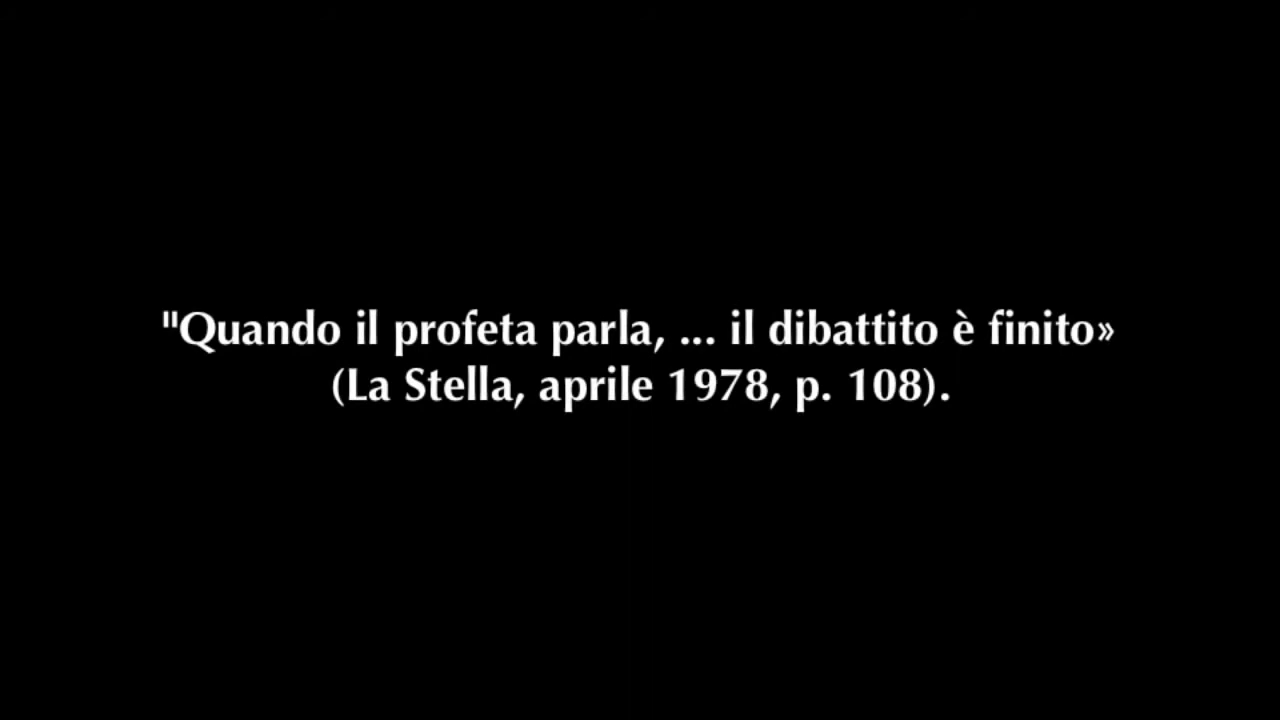 "Quando il profeta parla, ... il dibattito è finito»
(La Stella, aprile 1978, p. 108).